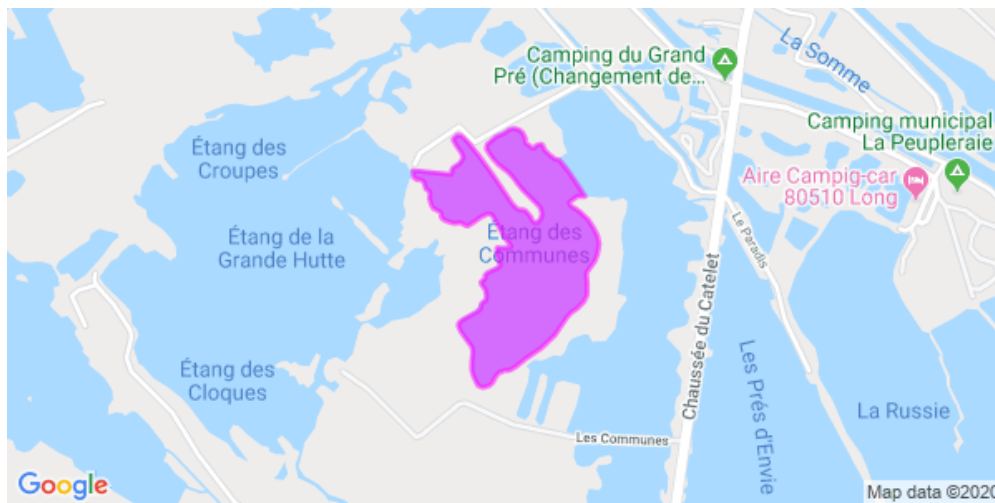 Camping du Grand
Pré (Changement de...
La Somme
Camping municipal
La Peupleraie
Étang des
Croupes
Aire Campig-car
80510 Long
Le Paradis
Étang de la
Grande Hutte
Étang des
Communes
Chaussée du Catelet
Étang des
Cloques
Les Prés d'Envie
La Russie
Les Communes
Google
Map data ©2020